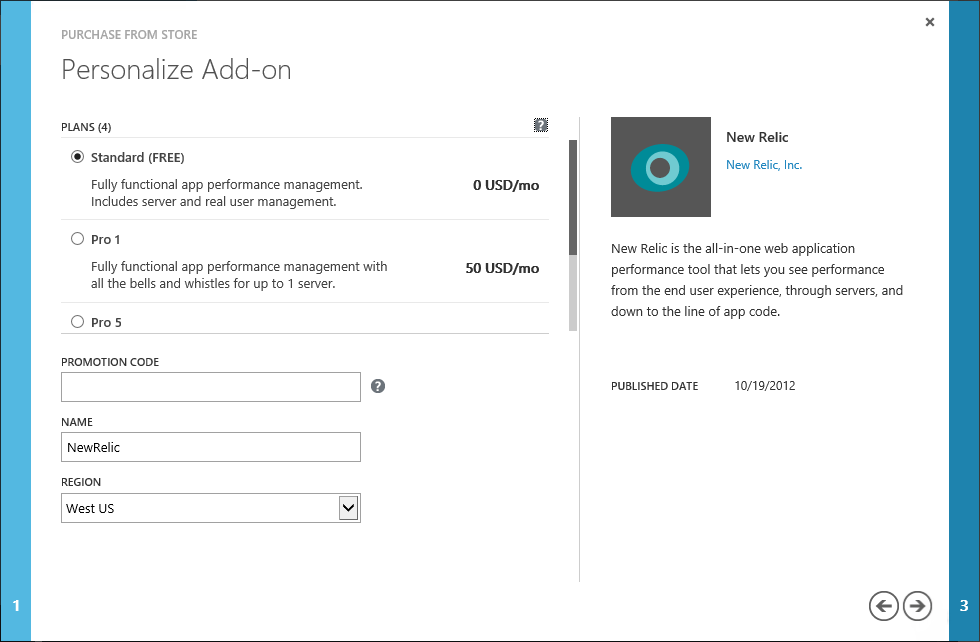 ×
PURCHASE FROM STORE
Personalize Add-on
PLANS (4)
?
Standard (FREE)
Fully functional app performance management.
Includes server and real user management.
0 USD/mo
Pro 1
Fully functional app performance management with
all the bells and whistles for up to 1 server.
50 USD/mo
Pro 5
PROMOTION CODE
?
NAME
NewRelic
REGION
West US
New Relic
New Relic, Inc.
New Relic is the all-in-one web application
performance tool that lets you see performance
from the end user experience, through servers, and
down to the line of app code.
PUBLISHED DATE 10/19/2012
1
3